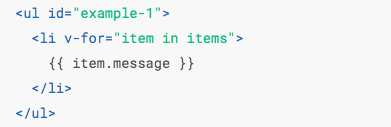 <ul id="example-1">
  <li v-for="item in items">
    {{ item.message }}
  </li>
</ul>